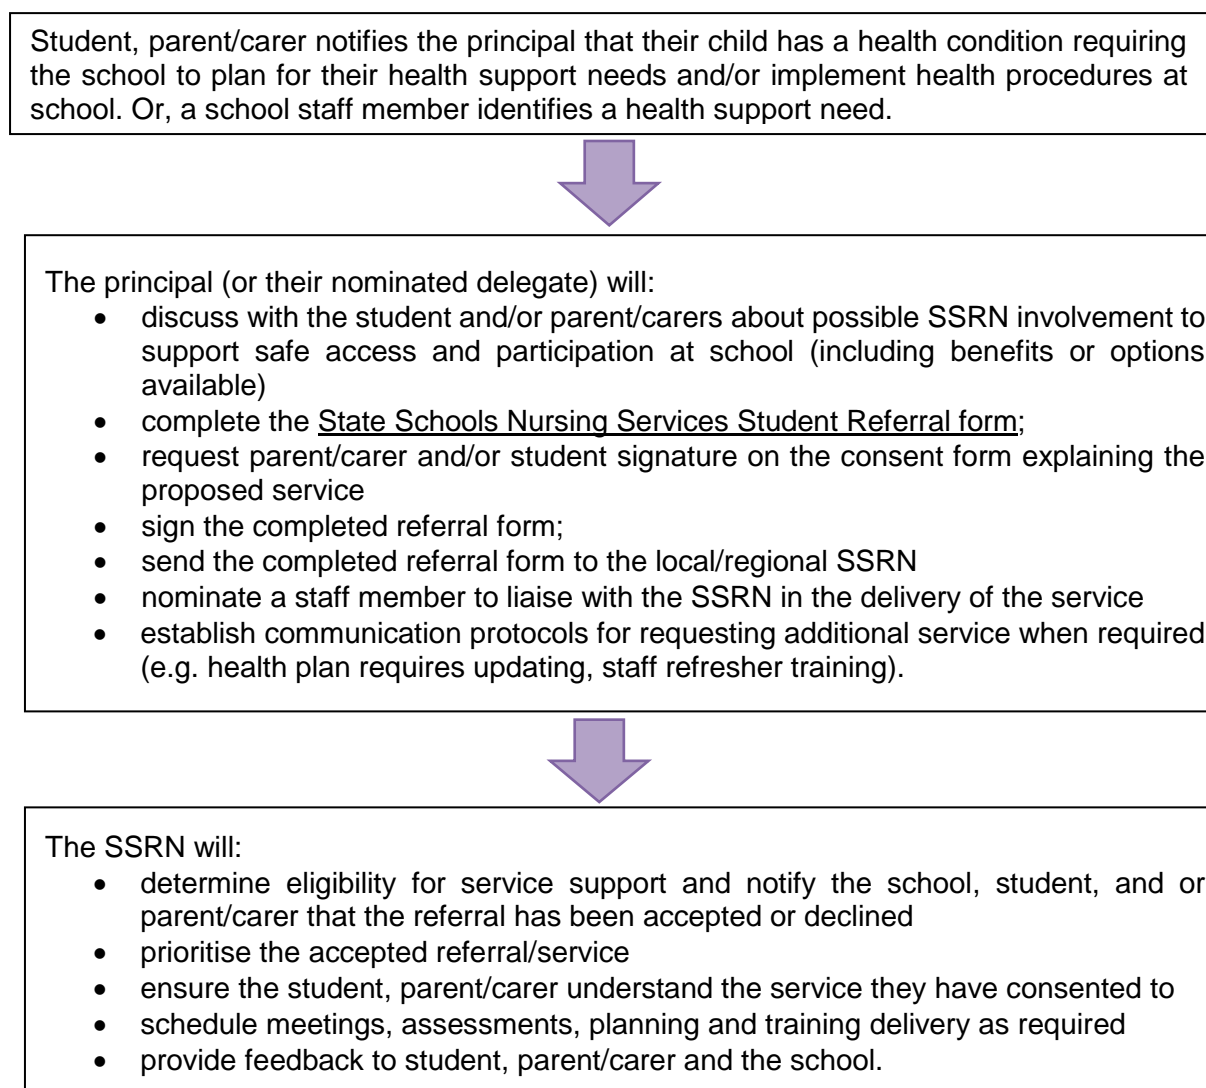 Student, parent/carer notifies the principal that their child has a health condition requiring
the school to plan for their health support needs and/or implement health procedures at
school. Or, a school staff member identifies a health support need.
The principal (or their nominated delegate) will:
• discuss with the student and/or parent/carers about possible SSRN involvement to
support safe access and participation at school (including benefits or options
available)
• complete the State Schools Nursing Services Student Referral form;
• request parent/carer and/or student signature on the consent form explaining the
proposed service
• sign the completed referral form;
• send the completed referral form to the local/regional SSRN
• nominate a staff member to liaise with the SSRN in the delivery of the service
• establish communication protocols for requesting additional service when required
(e.g. health plan requires updating, staff refresher training).
The SSRN will:
• determine eligibility for service support and notify the school, student, and or
parent/carer that the referral has been accepted or declined
• prioritise the accepted referral/service
• ensure the student, parent/carer understand the service they have consented to
• schedule meetings, assessments, planning and training delivery as required
• provide feedback to student, parent/carer and the school.